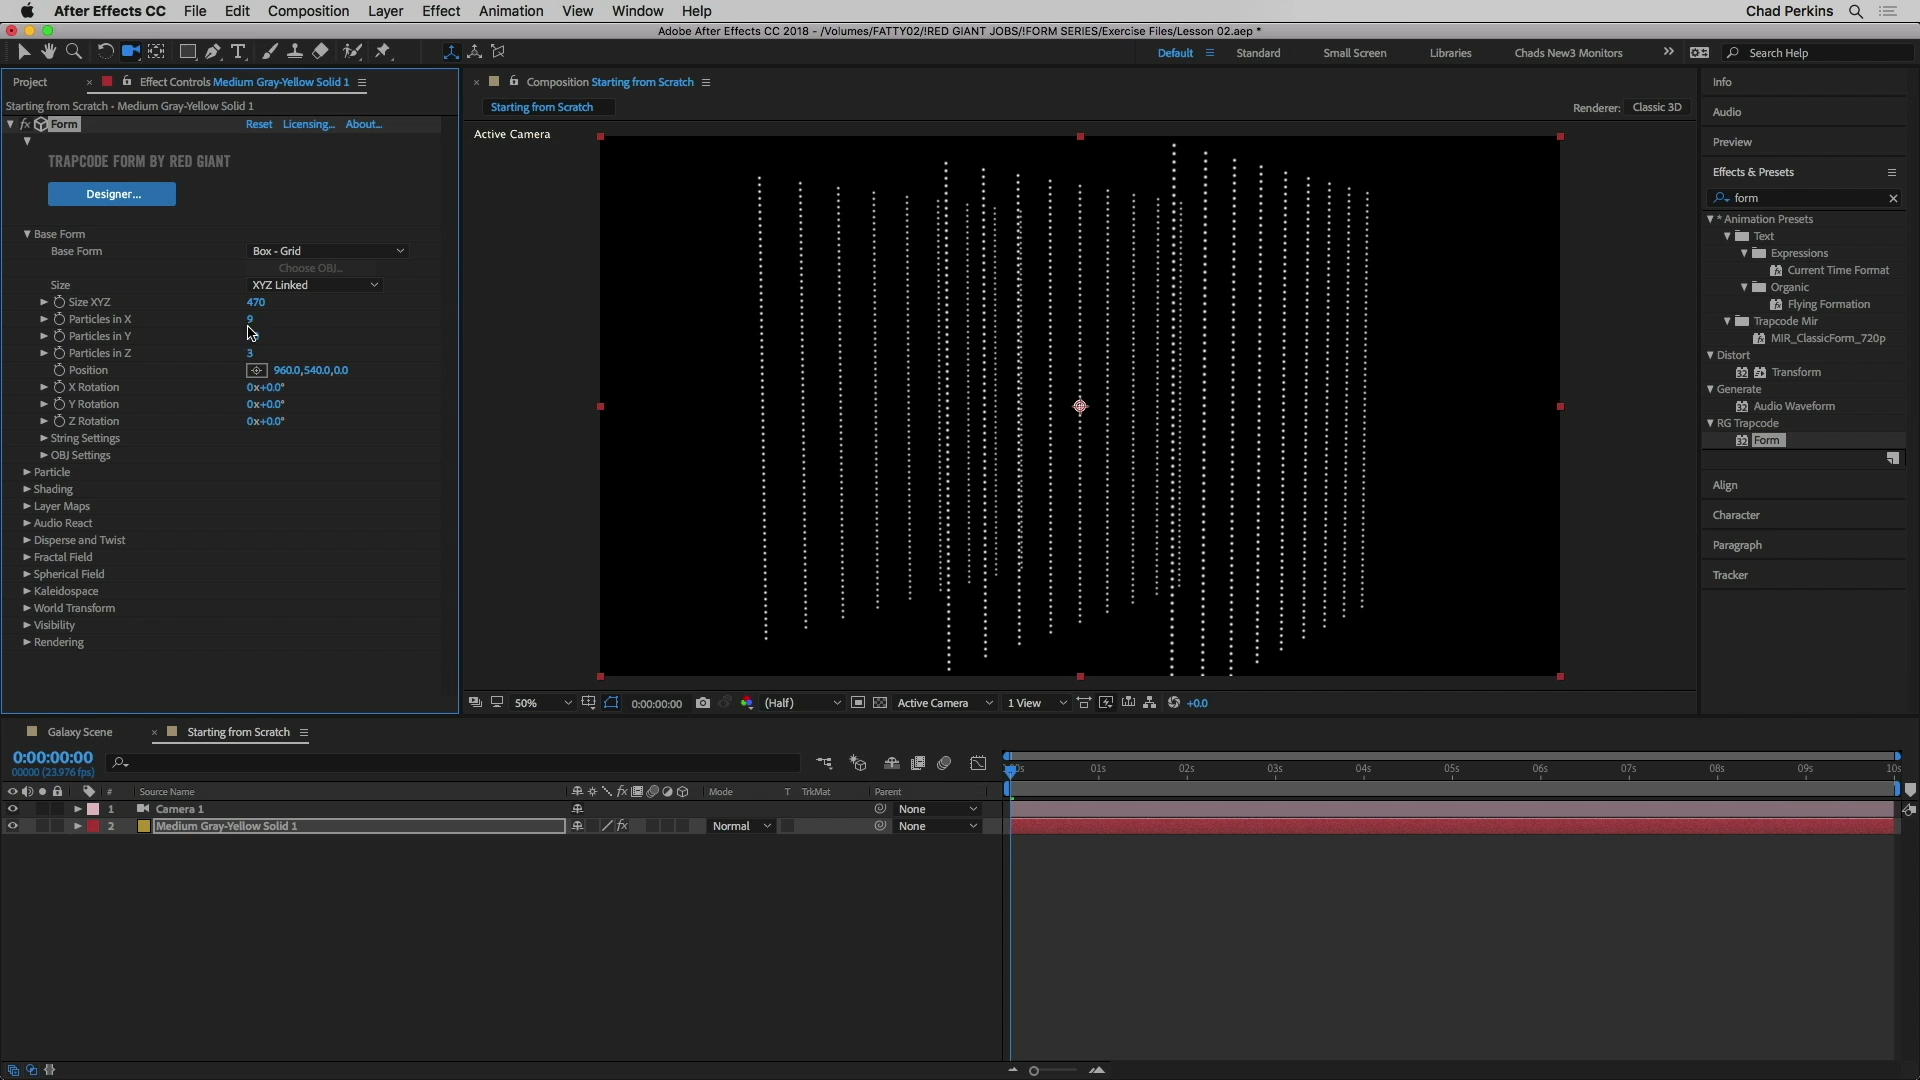 After Effects CC File Edit Composition Layer Effect Animation View Window Help Chad Perkins
Adobe After Effects CC 2018 - /Volumes/FATTY02/!RED GIANT JOBS/!FORM SERIES/Exercise Files/Lesson 02.aep *
Default Standard Small Screen Libraries Chads New3 Monitors Search Help
Project Effect Controls Medium Gray-Yellow Solid 1
Starting from Scratch - Medium Gray-Yellow Solid 1
fx Form Reset Licensing... About...
TRAPCODE FORM BY RED GIANT
Designer...
Base Form
Base Form Box - Grid
Choose OBJ...
Size XYZ Linked
Size XYZ 470
Particles in X 9
Particles in Y
Particles in Z 3
Position 960.0,540.0,0.0
X Rotation 0x+0.0°
Y Rotation 0x+0.0°
Z Rotation 0x+0.0°
String Settings
OBJ Settings
Particle
Shading
Layer Maps
Audio React
Disperse and Twist
Fractal Field
Spherical Field
Kaleidospace
World Transform
Visibility
Rendering
Composition Starting from Scratch
Starting from Scratch
Renderer: Classic 3D
Active Camera
50% 0:00:00:00 (Half) Active Camera 1 View +0.0
Info
Audio
Preview
Effects & Presets
form
* Animation Presets
Text
Expressions
Current Time Format
Organic
Flying Formation
Trapcode Mir
MIR_ClassicForm_720p
Distort
32 Transform
Generate
32 Audio Waveform
RG Trapcode
32 Form
Align
Character
Paragraph
Tracker
Galaxy Scene Starting from Scratch
0:00:00:00
00000 (23.976 fps)
01s 02s 03s 04s 05s 06s 07s 08s 09s 10s
# Source Name fx Mode T TrkMat Parent
1 Camera 1 None
2 Medium Gray-Yellow Solid 1 fx Normal None